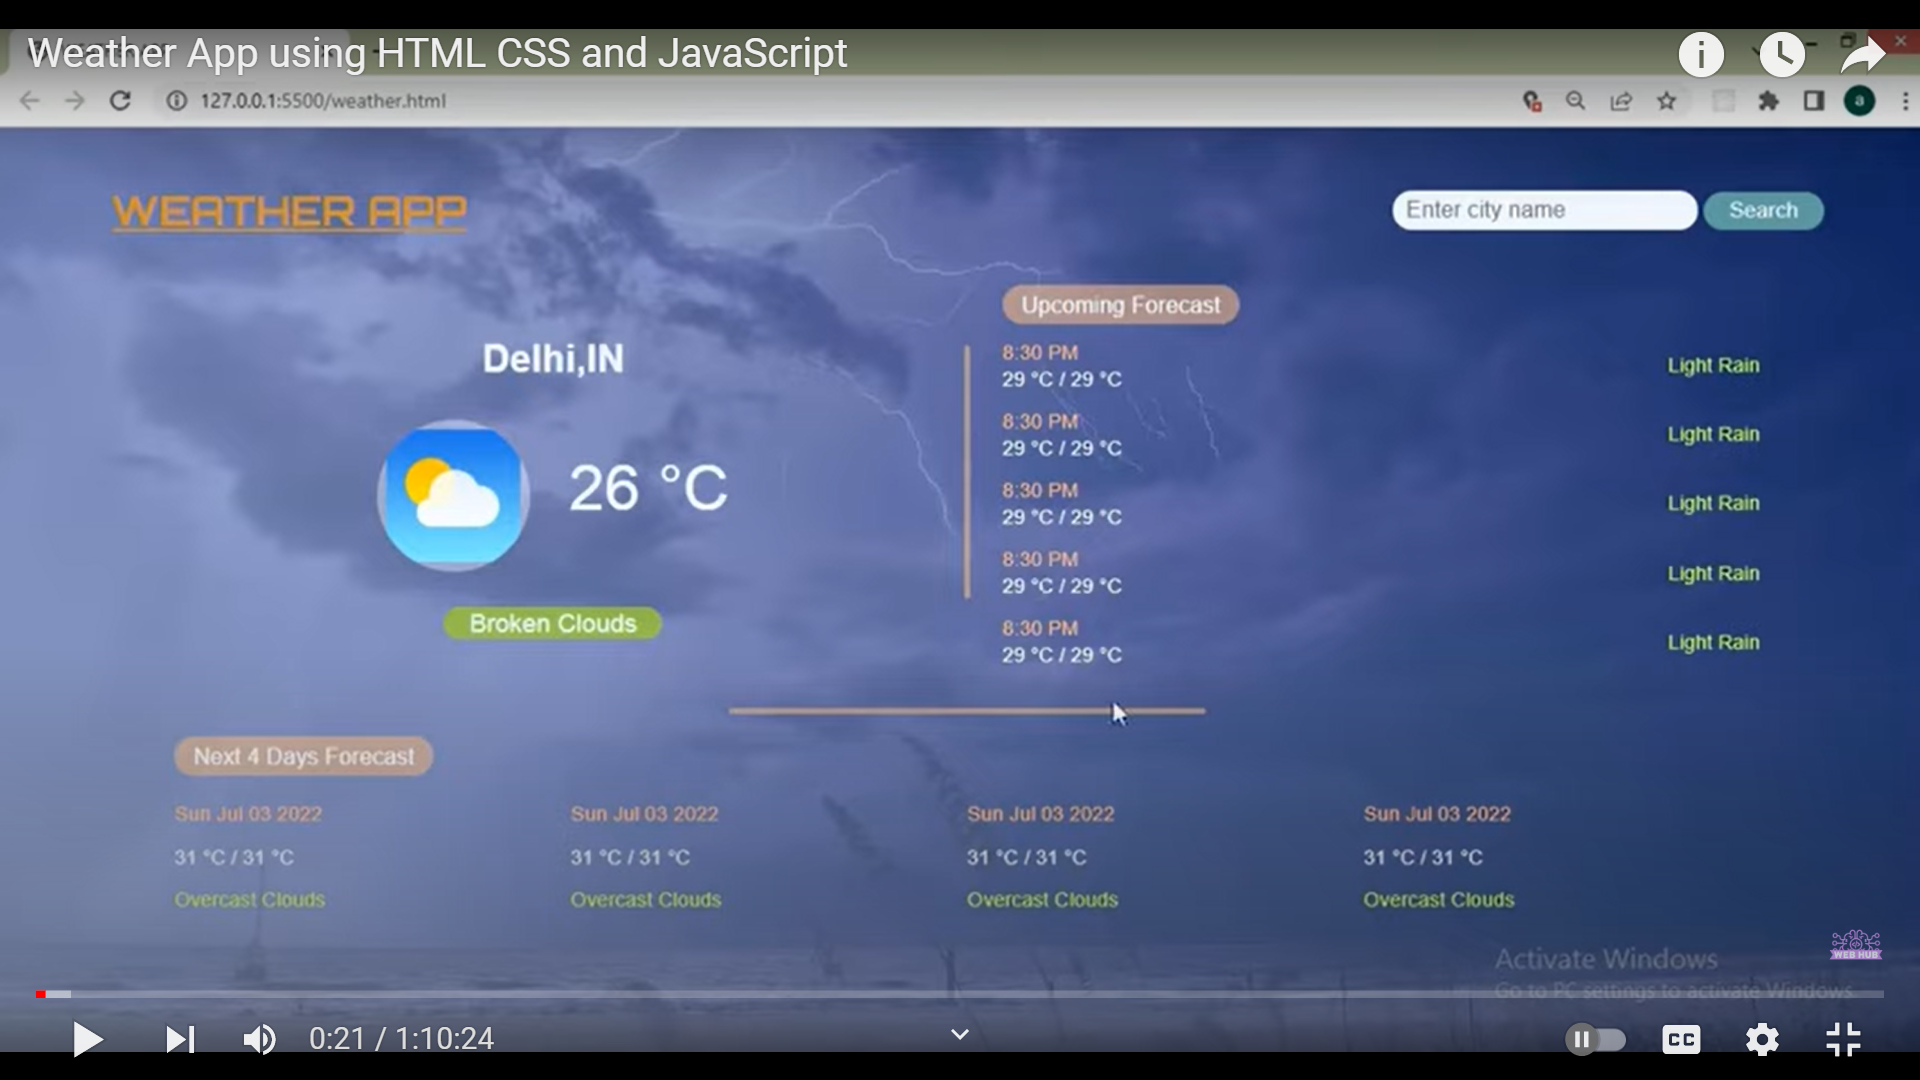 Weather App using HTML CSS and JavaScript
127.0.0.1:5500/weather.html
a
WEATHER APP
Enter city name
Search
Upcoming Forecast
Delhi,IN
26 °C
Broken Clouds
8:30 PM
29 °C / 29 °C
Light Rain
8:30 PM
29 °C / 29 °C
Light Rain
8:30 PM
29 °C / 29 °C
Light Rain
8:30 PM
29 °C / 29 °C
Light Rain
8:30 PM
29 °C / 29 °C
Light Rain
Next 4 Days Forecast
Sun Jul 03 2022
31 °C / 31 °C
Overcast Clouds
Sun Jul 03 2022
31 °C / 31 °C
Overcast Clouds
Sun Jul 03 2022
31 °C / 31 °C
Overcast Clouds
Sun Jul 03 2022
31 °C / 31 °C
Overcast Clouds
WEB HUB
Activate Windows
Go to PC settings to activate Windows.
0:21 / 1:10:24
CC